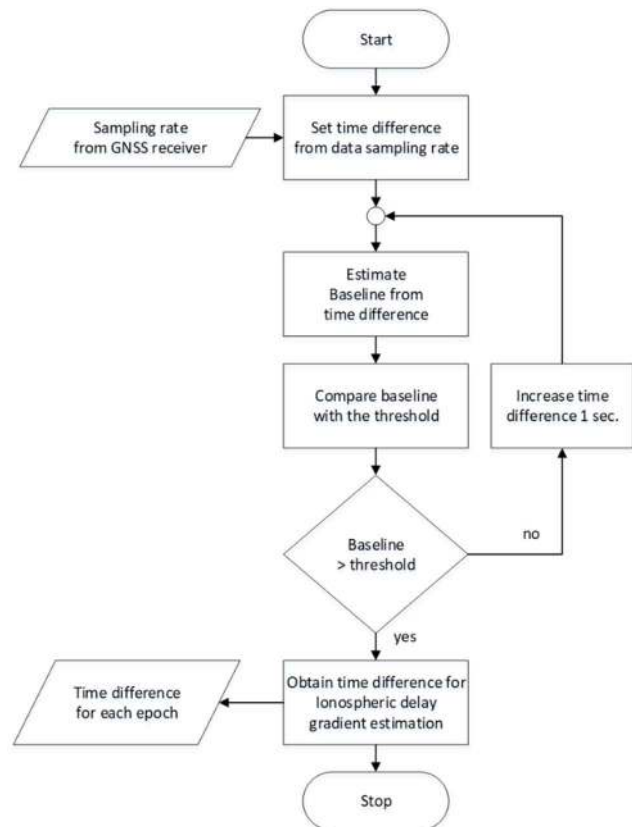 Start
Sampling rate
from GNSS receiver
Set time difference
from data sampling rate
Estimate
Baseline from
time difference
Compare baseline
with the threshold
Increase time
difference 1 sec.
Baseline
> threshold
no
yes
Time difference
for each epoch
Obtain time difference for
Ionospheric delay
gradient estimation
Stop